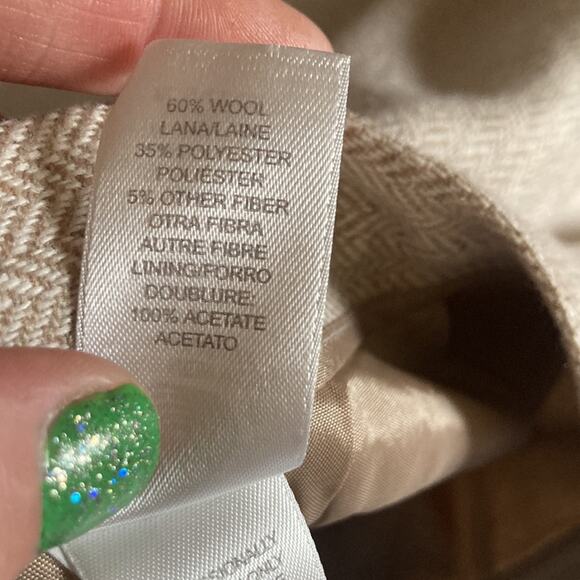 60% WOOL
LANA/LAINE
35% POLYESTER
POLIESTER
5% OTHER FIBER
OTRA FIBRA
AUTRE FIBRE
LINING/FORRO
DOUBLURE:
100% ACETATE
ACETATO
ONLY